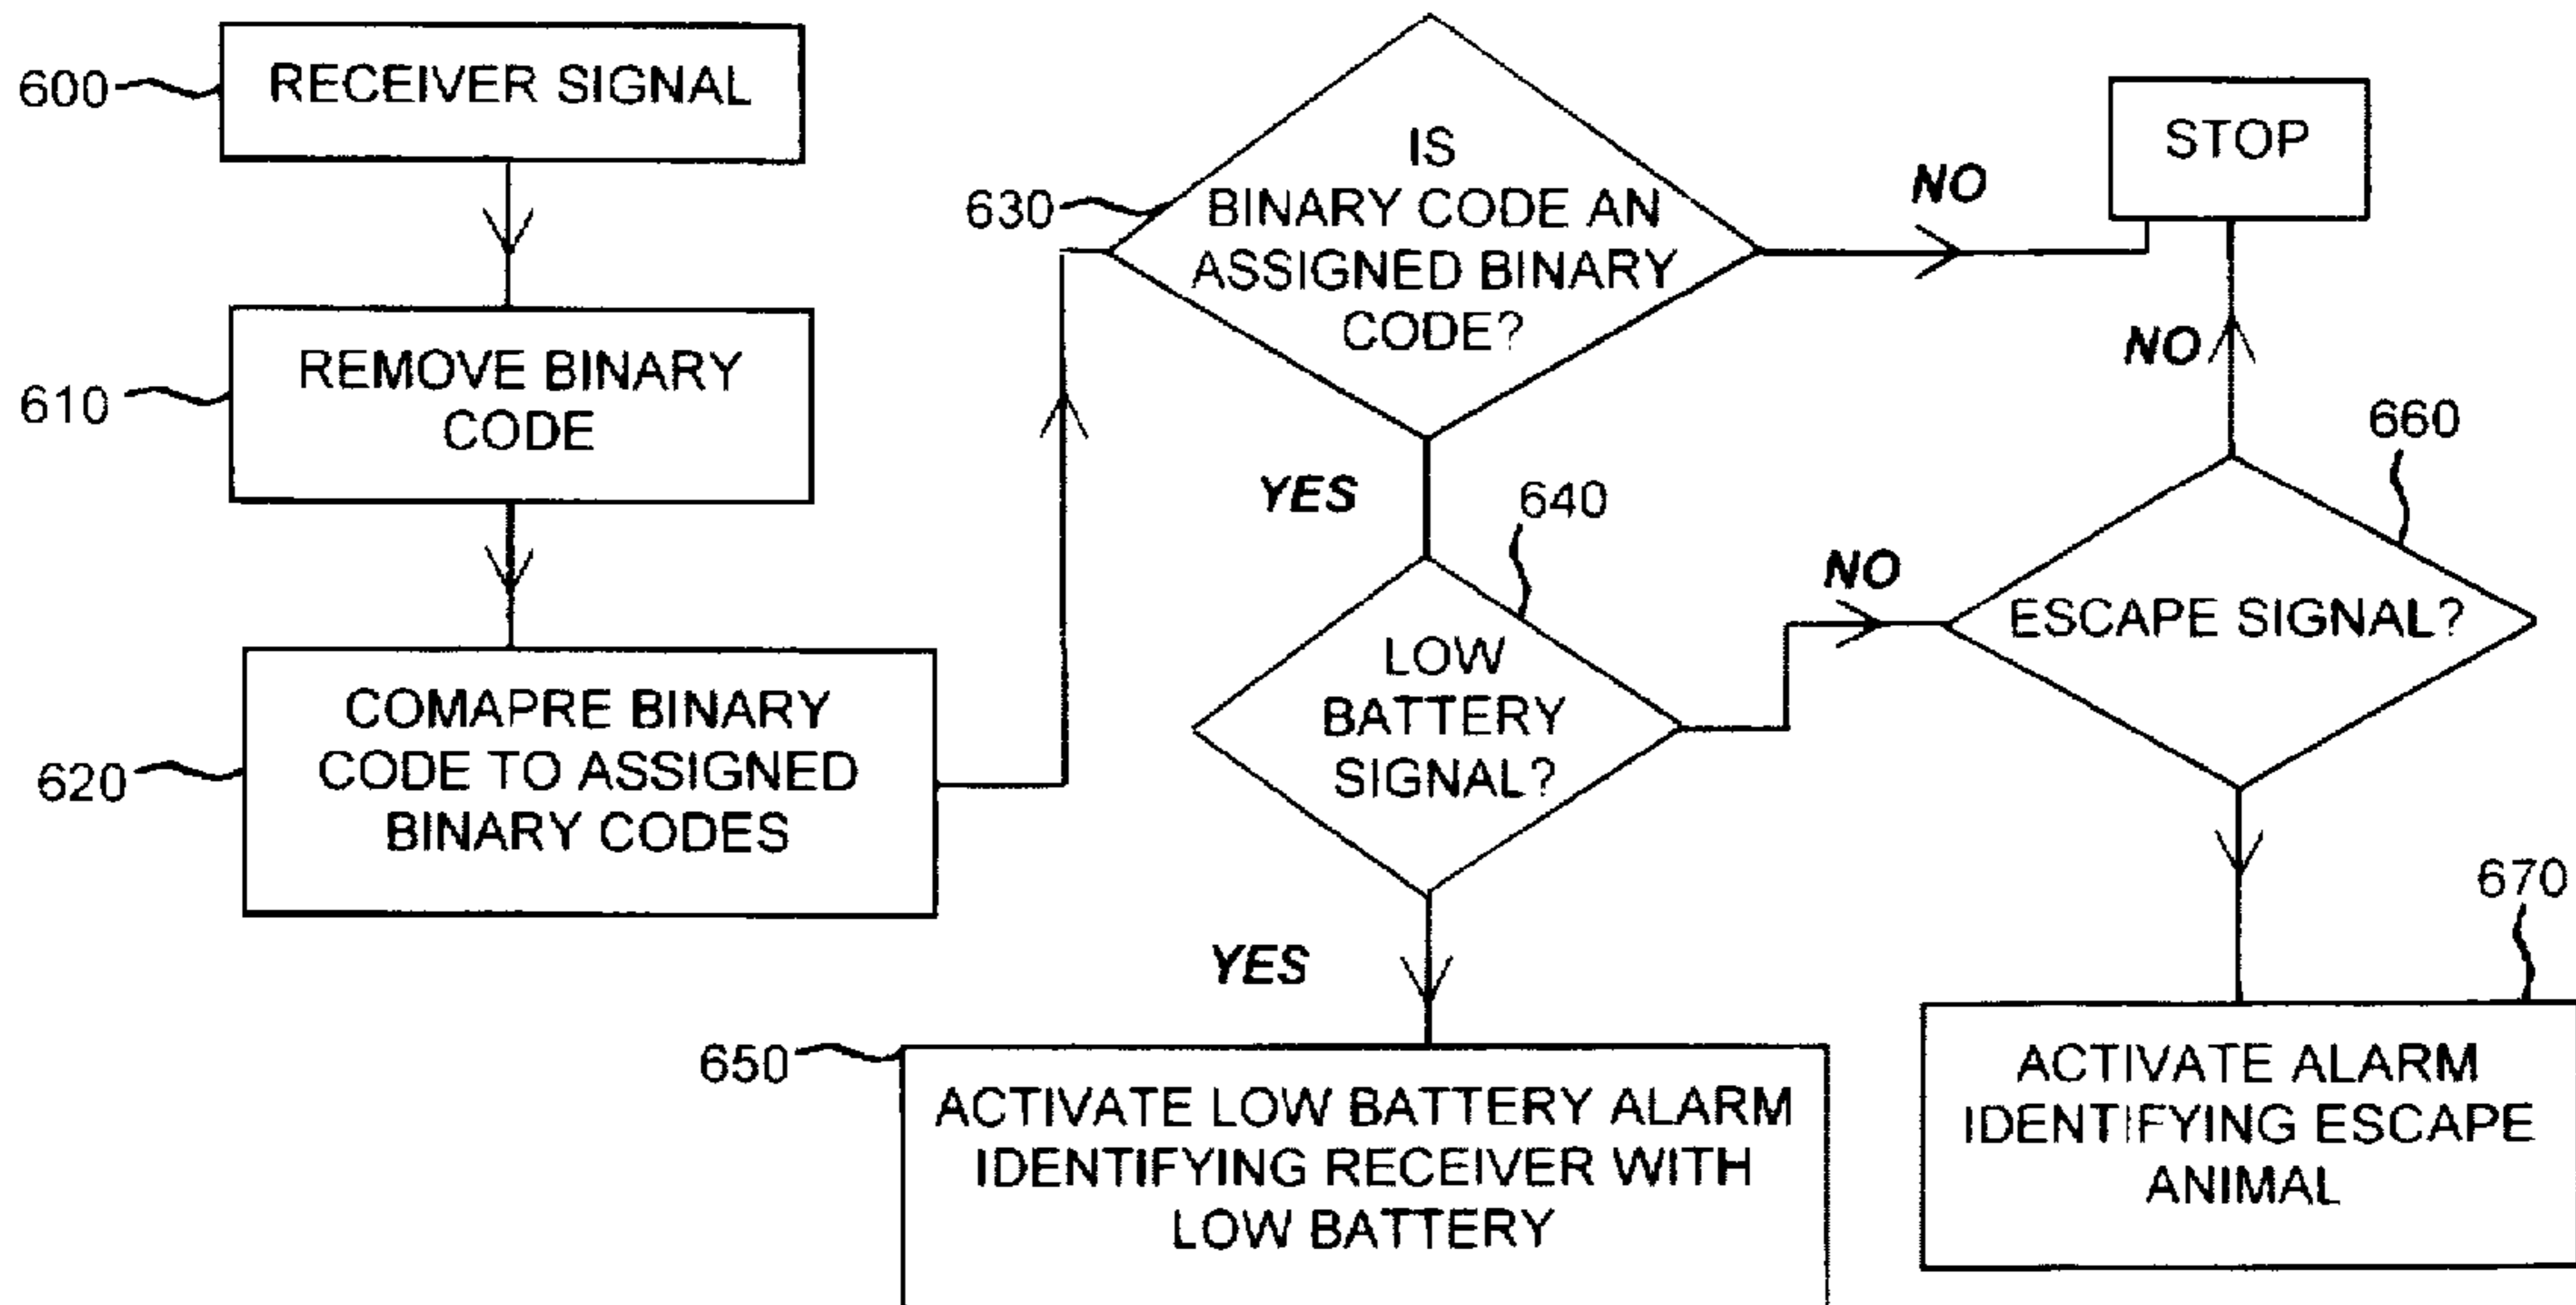 600
RECEIVER SIGNAL
610
REMOVE BINARY
CODE
620
COMAPRE BINARY
CODE TO ASSIGNED
BINARY CODES
630
IS
BINARY CODE AN
ASSIGNED BINARY
CODE?
NO
STOP
YES
640
LOW
BATTERY
SIGNAL?
NO
660
ESCAPE SIGNAL?
NO
YES
650
ACTIVATE LOW BATTERY ALARM
IDENTIFYING RECEIVER WITH
LOW BATTERY
670
ACTIVATE ALARM
IDENTIFYING ESCAPE
ANIMAL